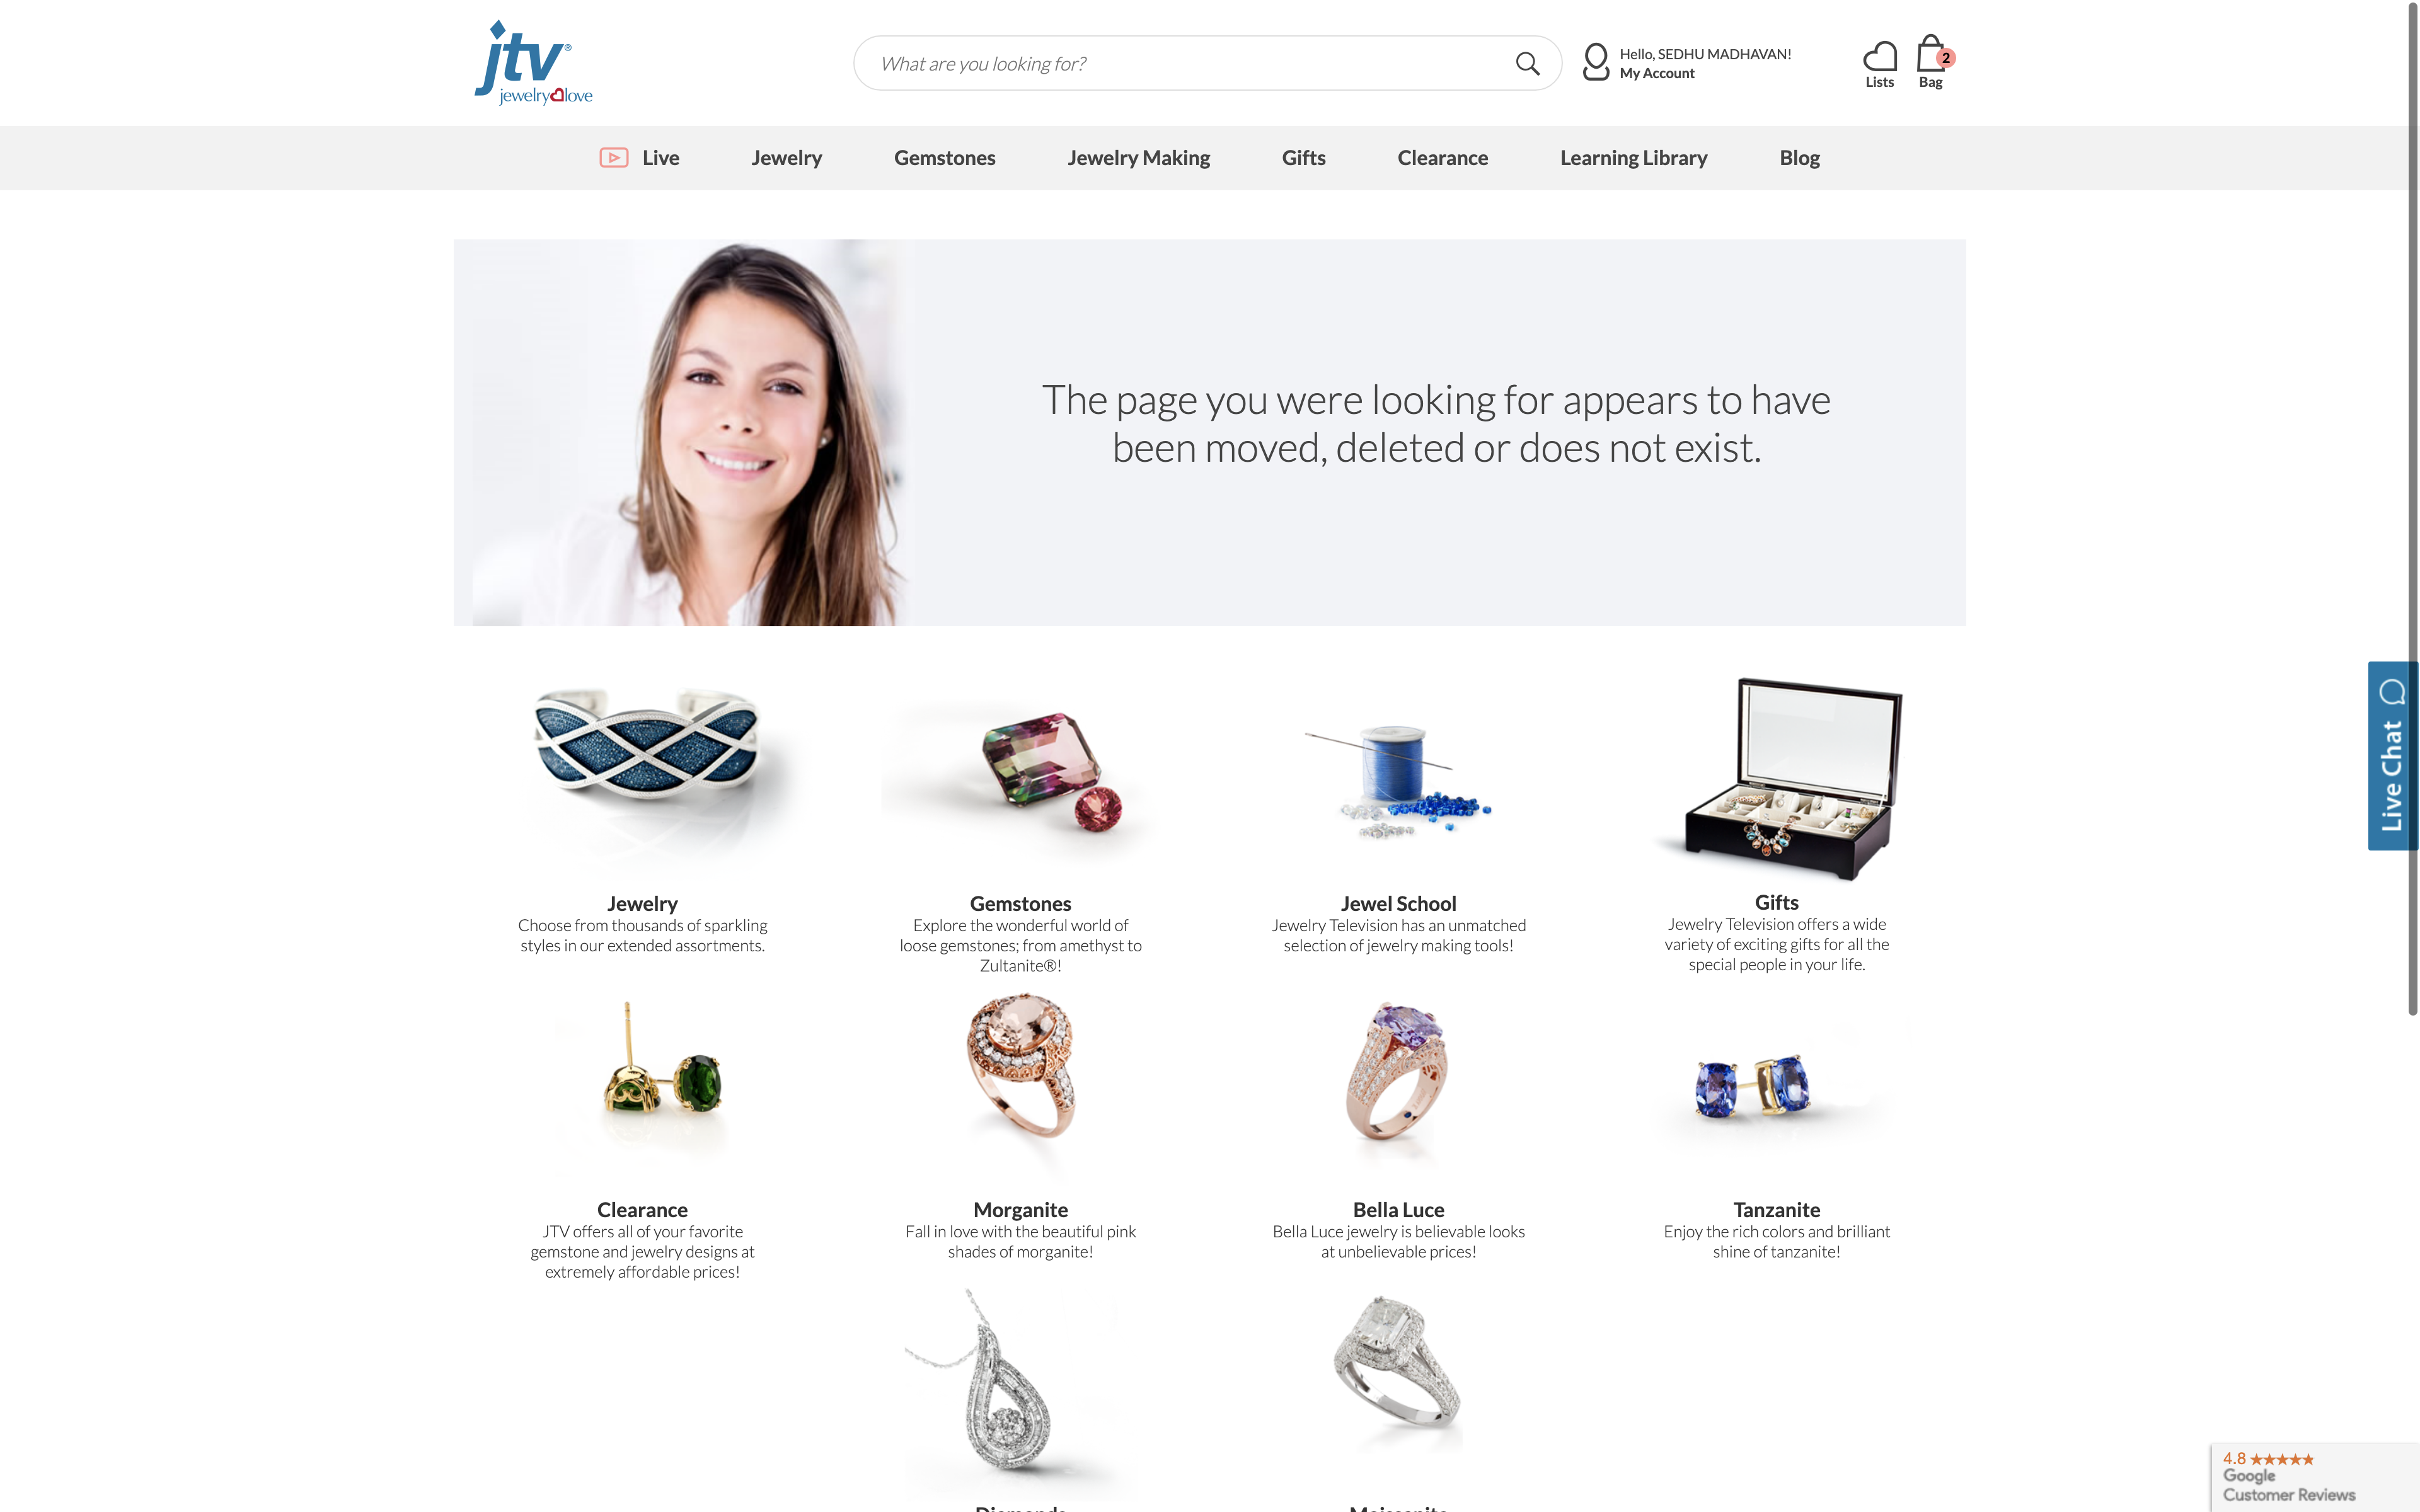 jtv®
jewelry love
What are you looking for?
Hello, SEDHU MADHAVAN!
My Account
Lists
2
Bag
Live
Jewelry
Gemstones
Jewelry Making
Gifts
Clearance
Learning Library
Blog
The page you were looking for appears to have
been moved, deleted or does not exist.
Live Chat
Jewelry
Choose from thousands of sparkling
styles in our extended assortments.
Gemstones
Explore the wonderful world of
loose gemstones; from amethyst to
Zultanite®!
Jewel School
Jewelry Television has an unmatched
selection of jewelry making tools!
Gifts
Jewelry Television offers a wide
variety of exciting gifts for all the
special people in your life.
Clearance
JTV offers all of your favorite
gemstone and jewelry designs at
extremely affordable prices!
Morganite
Fall in love with the beautiful pink
shades of morganite!
Bella Luce
Bella Luce jewelry is believable looks
at unbelievable prices!
Tanzanite
Enjoy the rich colors and brilliant
shine of tanzanite!
4.8
Google
Customer Reviews